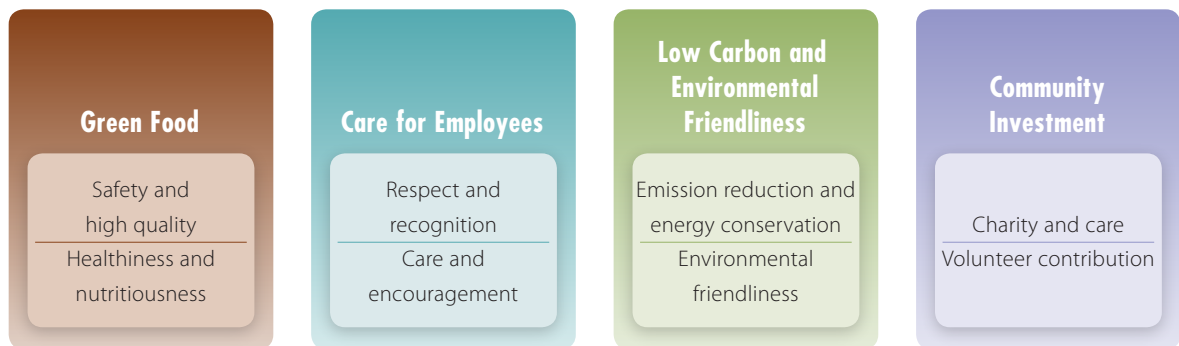 Green Food
Safety and
high quality
Healthiness and
nutritiousness
Care for Employees
Respect and
recognition
Care and
encouragement
Low Carbon and
Environmental
Friendliness
Emission reduction and
energy conservation
Environmental
friendliness
Community
Investment
Charity and care
Volunteer contribution